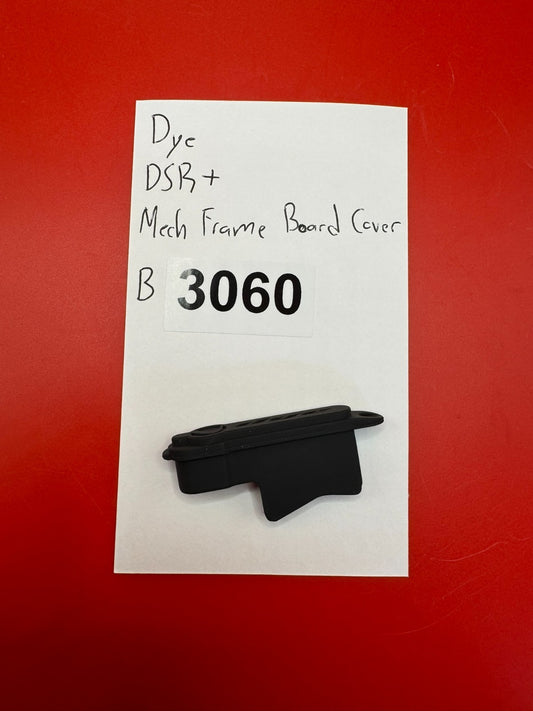 Dye
DSR+
Mech Frame Board Cover
B 3060